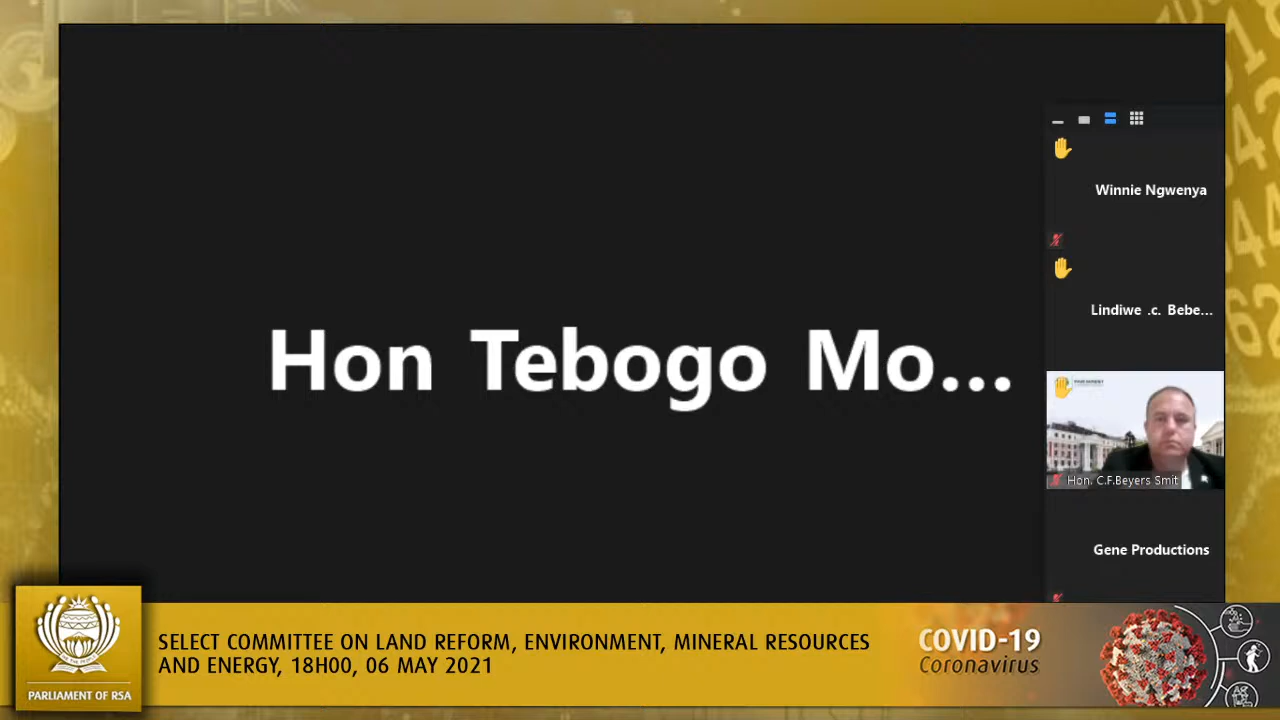 Winnie Ngwenya
Lindiwe .c. Bebe...
Hon Tebogo Mo...
Hon. C.F.Beyers Smit
Gene Productions
SELECT COMMITTEE ON LAND REFORM, ENVIRONMENT, MINERAL RESOURCES
AND ENERGY, 18H00, 06 MAY 2021
COVID-19
Coronavirus
PARLIAMENT OF RSA